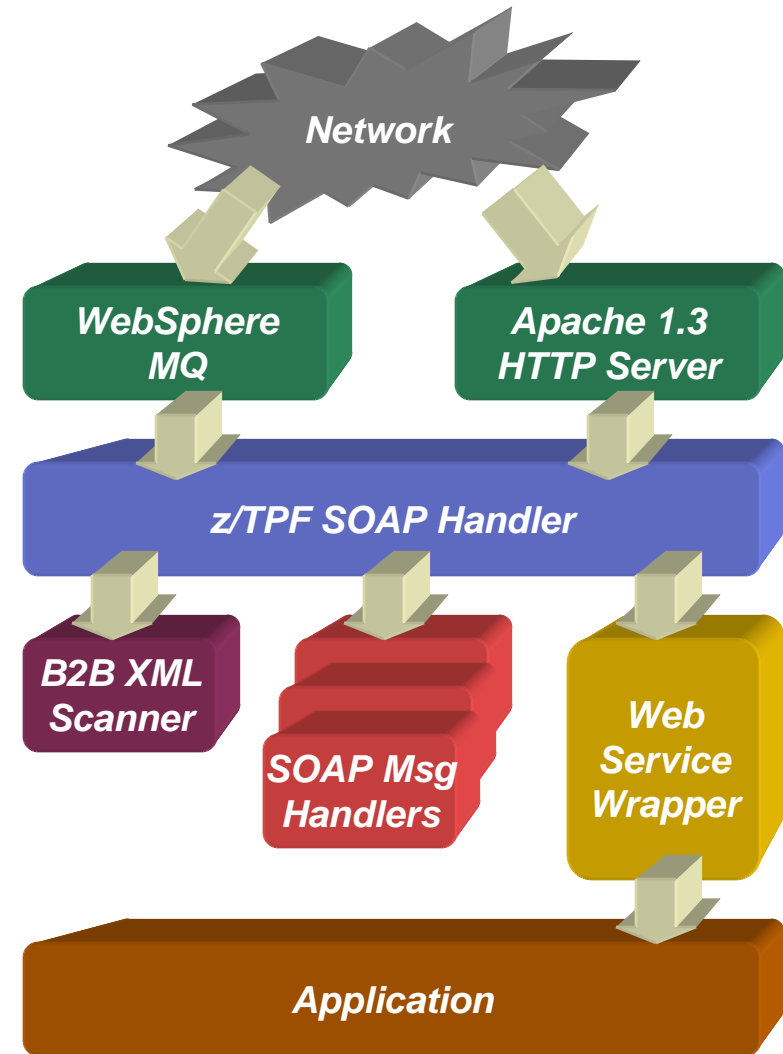 Network
WebSphere
MQ
Apache 1.3
HTTP Server
z/TPF SOAP Handler
B2B XML
Scanner
SOAP Msg
Handlers
Web
Service
Wrapper
Application